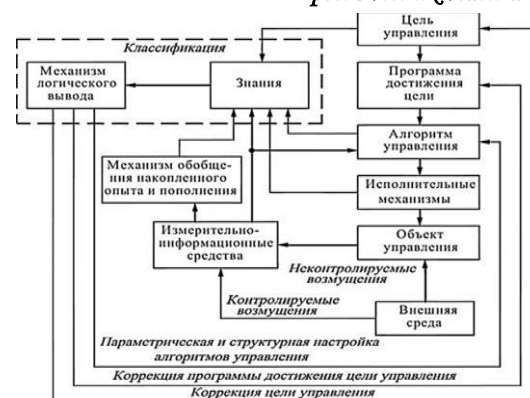 Цель
управления
Классификация
Механизм
логического
вывода
Знания
Программа
достижения
цели
Алгоритм
управления
Механизм обобще-
ния накопленного
опыта и пополнения
Исполнительные
механизмы
Измерительно-
информационные
средства
Объект
управления
Неконтролируемые
возмущения
Контролируемые
возмущения
Внешняя
среда
Параметрическая и структурная настройка
алгоритмов управления
Коррекция программы достижения цели управления
Коррекция цели управления